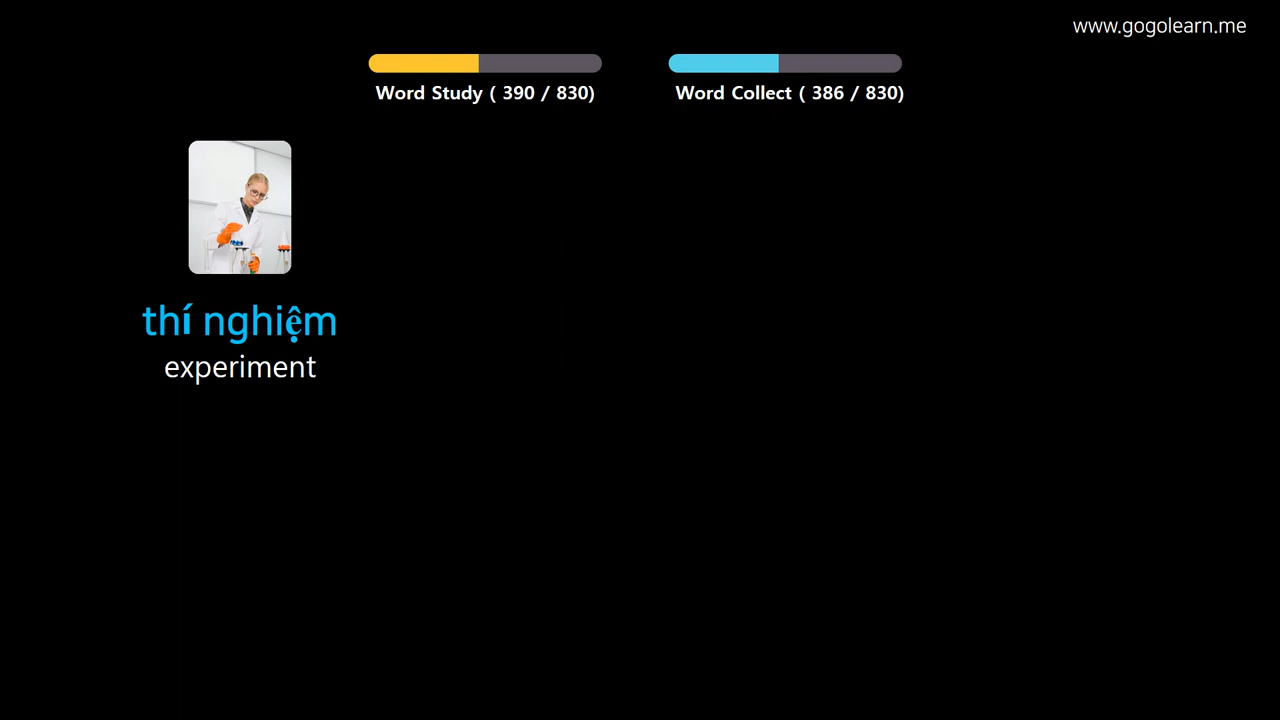 www.gogolearn.me
Word Study ( 390 / 830)
Word Collect ( 386 / 830)
thí nghiệm
experiment